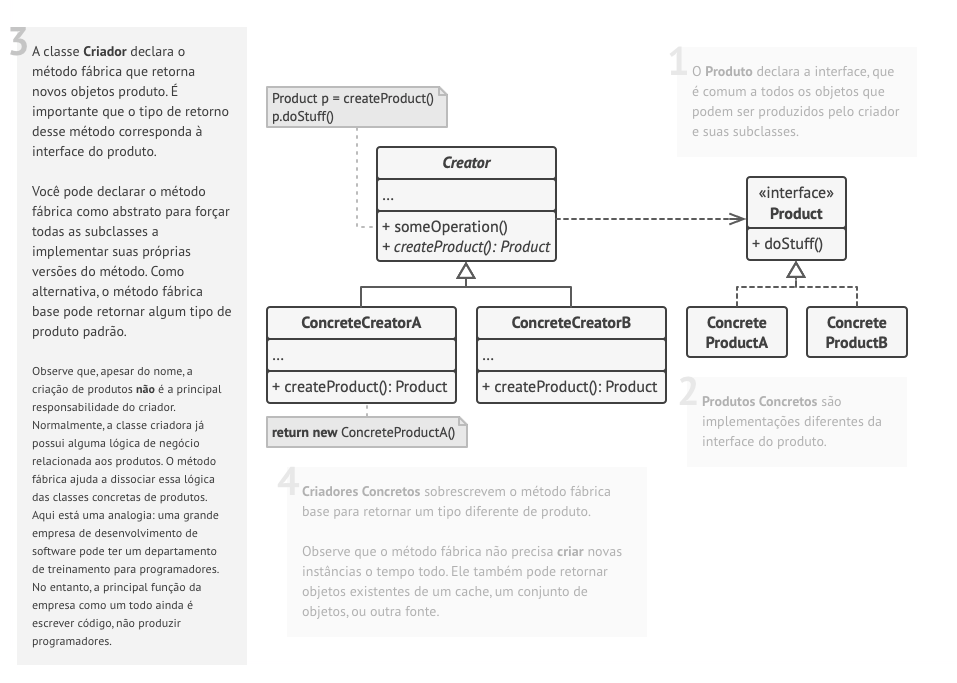 3
A classe Criador declara o
método fábrica que retorna
novos objetos produto. É
importante que o tipo de retorno
desse método corresponda à
interface do produto.
Você pode declarar o método
fábrica como abstrato para forçar
todas as subclasses a
implementar suas próprias
versões do método. Como
alternativa, o método fábrica
base pode retornar algum tipo de
produto padrão.
Observe que, apesar do nome, a
criação de produtos não é a principal
responsabilidade do criador.
Normalmente, a classe criadora já
possui alguma lógica de negócio
relacionada aos produtos. O método
fábrica ajuda a dissociar essa lógica
das classes concretas de produtos.
Aqui está uma analogia: uma grande
empresa de desenvolvimento de
software pode ter um departamento
de treinamento para programadores.
No entanto, a principal função da
empresa como um todo ainda é
escrever código, não produzir
programadores.
Product p = createProduct()
p.doStuff()
Creator
...
+ someOperation()
+ createProduct(): Product
1
O Produto declara a interface, que
é comum a todos os objetos que
podem ser produzidos pelo criador
e suas subclasses.
«interface»
Product
+ doStuff()
ConcreteCreatorA
...
+ createProduct(): Product
ConcreteCreatorB
...
+ createProduct(): Product
Concrete
ProductA
Concrete
ProductB
return new ConcreteProductA()
2
Produtos Concretos são
implementações diferentes da
interface do produto.
4
Criadores Concretos sobrescrevem o método fábrica
base para retornar um tipo diferente de produto.
Observe que o método fábrica não precisa criar novas
instâncias o tempo todo. Ele também pode retornar
objetos existentes de um cache, um conjunto de
objetos, ou outra fonte.